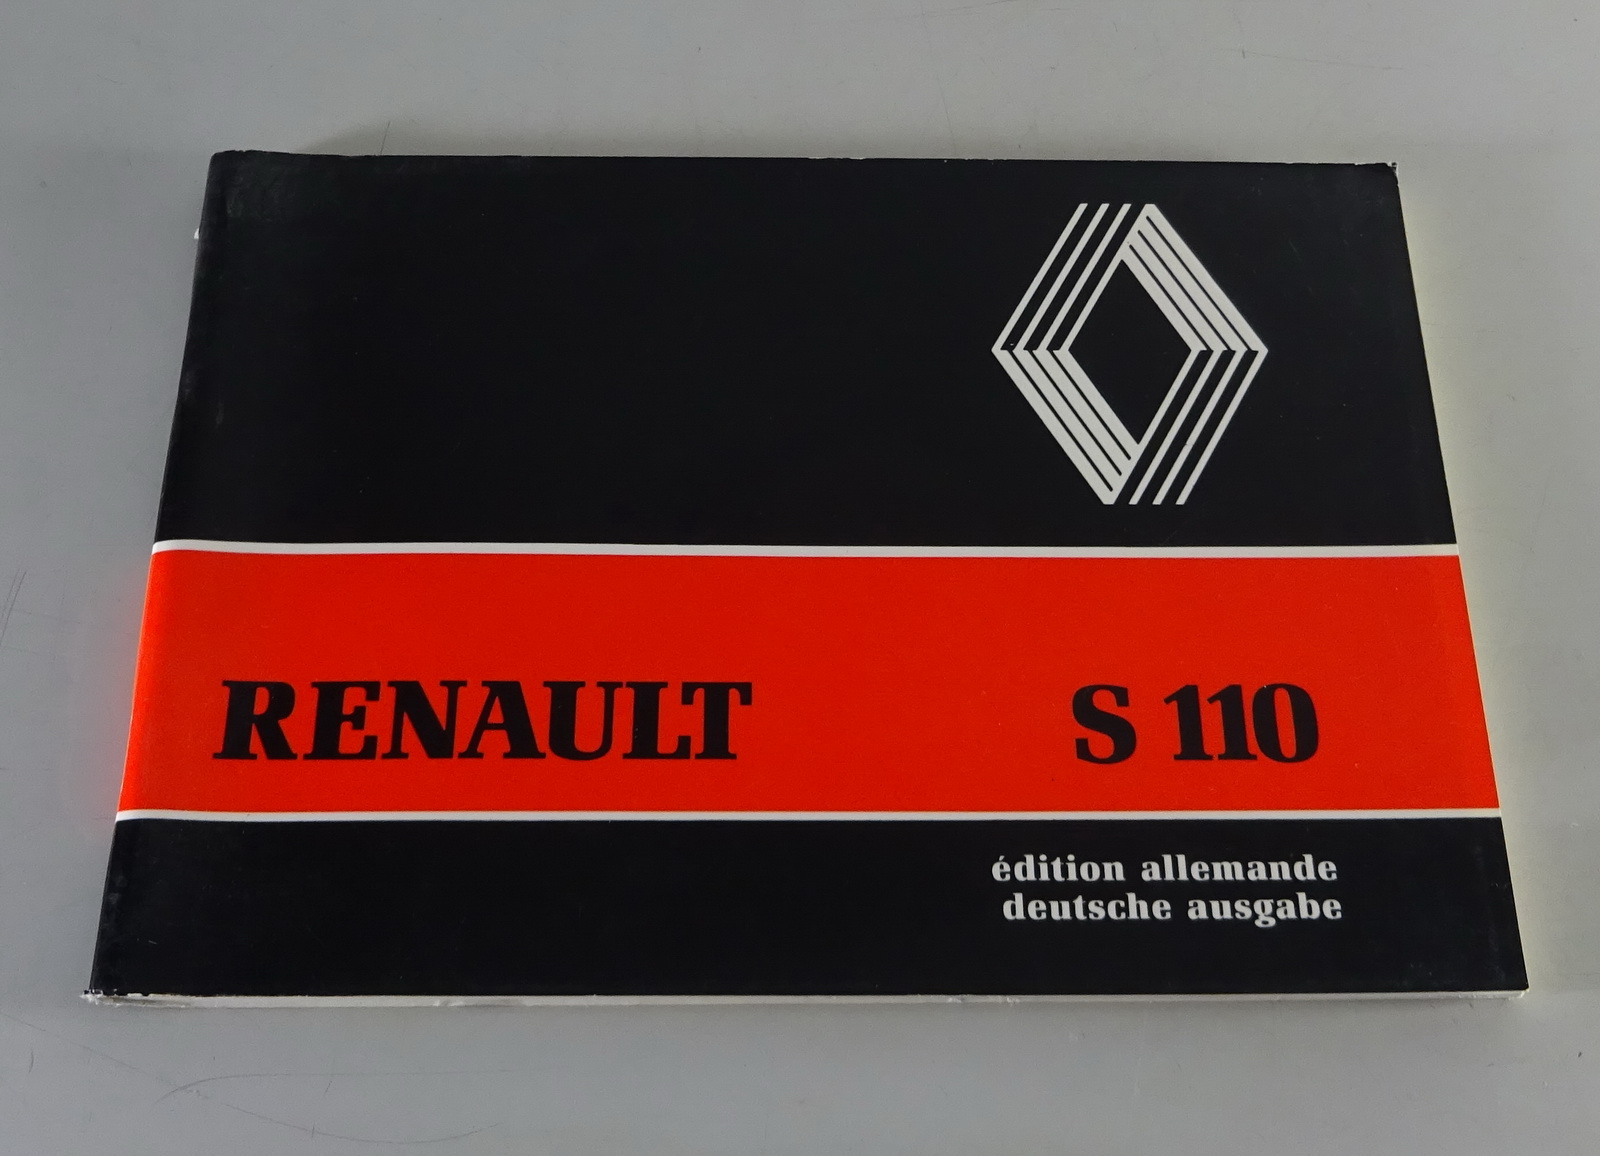 RENAULT S 110
édition allemande
deutsche ausgabe